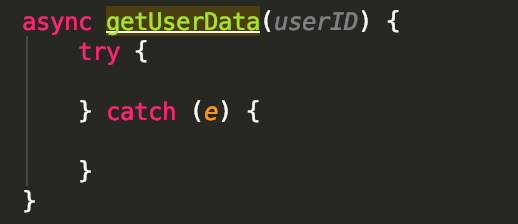 async getUserData(userID) {
    try {

    } catch (e) {

    }
}